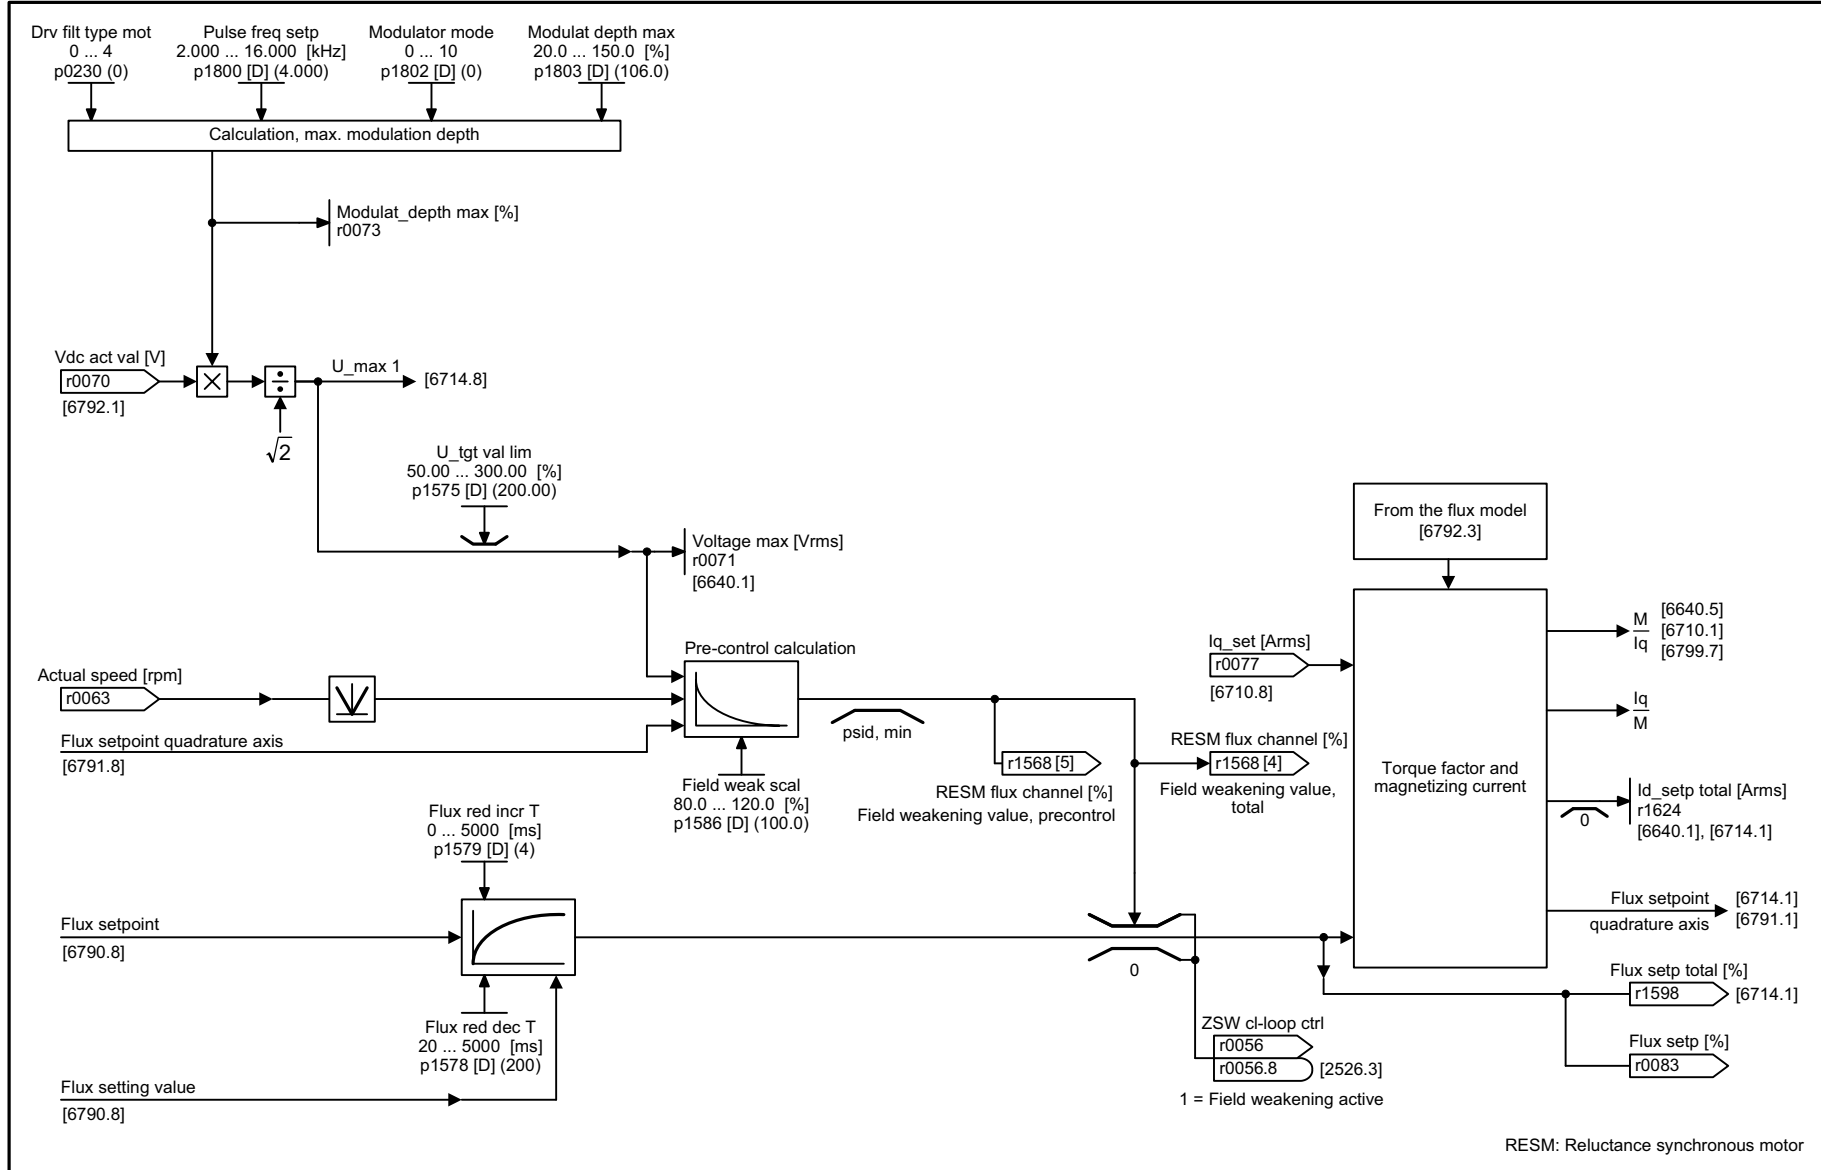 Drv filt type mot
0 ... 4
p0230 (0)
Pulse freq setp
2.000 ... 16.000 [kHz]
p1800 [D] (4.000)
Modulator mode
0 ... 10
p1802 [D] (0)
Modulat depth max
20.0 ... 150.0 [%]
p1803 [D] (106.0)
Calculation, max. modulation depth
Modulat_depth max [%]
r0073
Vdc act val [V]
r0070
[6792.1]
√2
U_max 1
[6714.8]
U_tgt val lim
50.00 ... 300.00 [%]
p1575 [D] (200.00)
Voltage max [Vrms]
r0071
[6640.1]
Actual speed [rpm]
r0063
Flux setpoint quadrature axis
[6791.8]
Pre-control calculation
Field weak scal
80.0 ... 120.0 [%]
p1586 [D] (100.0)
psid, min
r1568 [5]
RESM flux channel [%]
Field weakening value, precontrol
RESM flux channel [%]
r1568 [4]
Field weakening value,
total
Iq_set [Arms]
r0077
[6710.8]
From the flux model
[6792.3]
Torque factor and
magnetizing current
M
Iq
[6640.5]
[6710.1]
[6799.7]
Iq
M
0
Id_setp total [Arms]
r1624
[6640.1], [6714.1]
Flux setpoint
quadrature axis
[6714.1]
[6791.1]
Flux setp total [%]
r1598
[6714.1]
Flux setp [%]
r0083
Flux red incr T
0 ... 5000 [ms]
p1579 [D] (4)
Flux setpoint
[6790.8]
Flux red dec T
20 ... 5000 [ms]
p1578 [D] (200)
Flux setting value
[6790.8]
0
ZSW cl-loop ctrl
r0056
r0056.8
[2526.3]
1 = Field weakening active
RESM: Reluctance synchronous motor